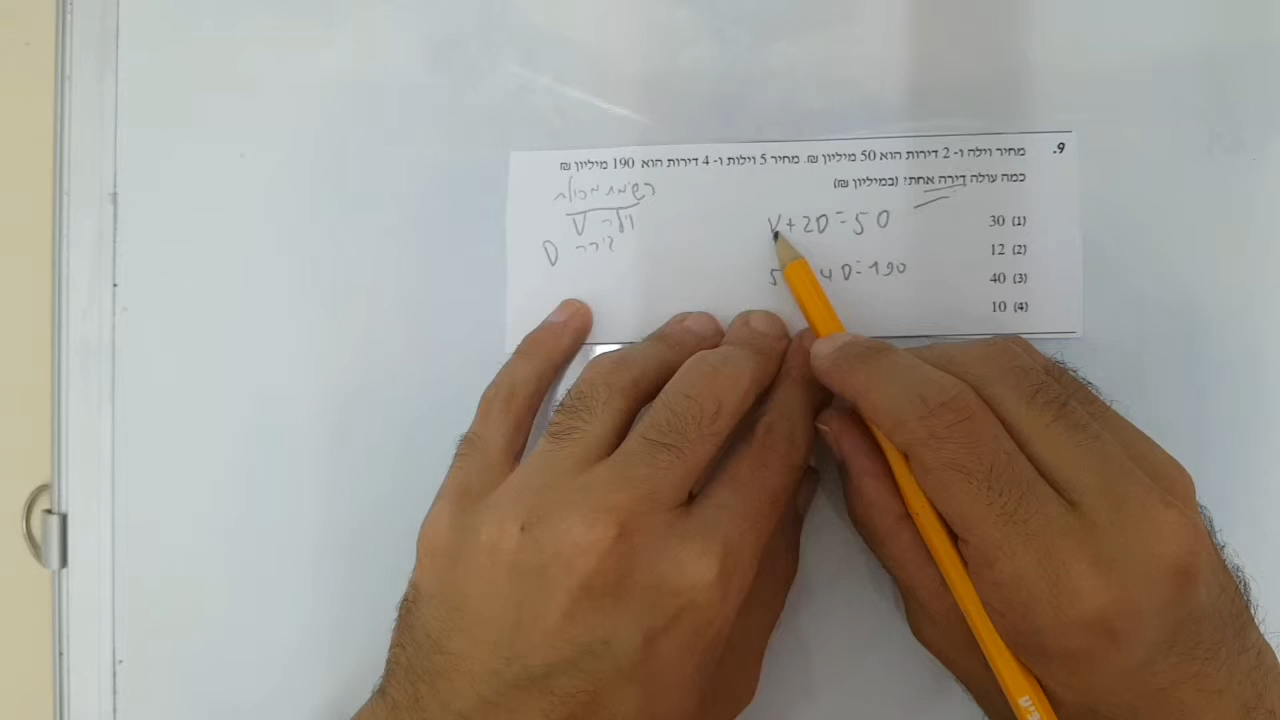 9. מחיר וילה ו- 2 דירות הוא 50 מיליון ₪. מחיר 5 וילות ו- 4 דירות הוא 190 מיליון ₪
כמה עולה דירה אחת? (במיליון ₪)
(1) 30
(2) 12
(3) 40
(4) 10
V+2D=50
5 4D=190
רשימת מכולת
וילה V
דירה D